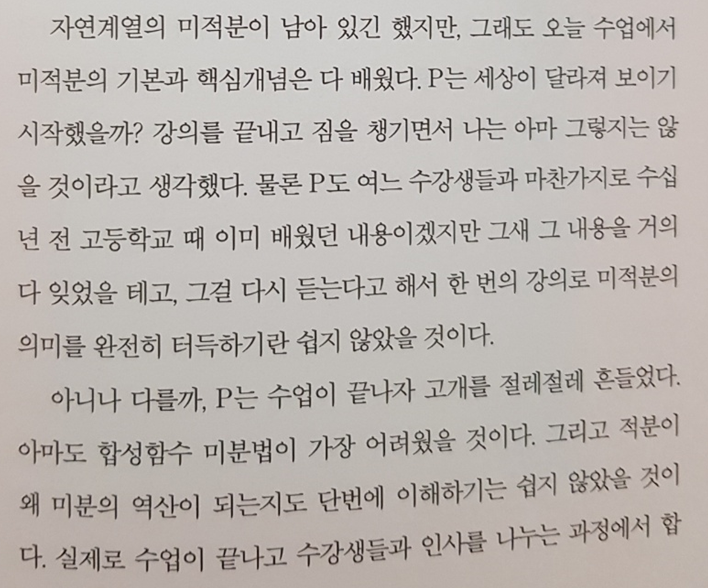 자연계열의 미적분이 남아 있긴 했지만, 그래도 오늘 수업에서
미적분의 기본과 핵심개념은 다 배웠다. P는 세상이 달라져 보이기
시작했을까? 강의를 끝내고 짐을 챙기면서 나는 아마 그렇지는 않
을 것이라고 생각했다. 물론 P도 여느 수강생들과 마찬가지로 수십
년 전 고등학교 때 이미 배웠던 내용이겠지만 그새 그 내용을 거의
다 잊었을 테고, 그걸 다시 듣는다고 해서 한 번의 강의로 미적분의
의미를 완전히 터득하기란 쉽지 않았을 것이다.
아니나 다를까, P는 수업이 끝나자 고개를 절레절레 흔들었다.
아마도 합성함수 미분법이 가장 어려웠을 것이다. 그리고 적분이
왜 미분의 역산이 되는지도 단번에 이해하기는 쉽지 않았을 것이
다. 실제로 수업이 끝나고 수강생들과 인사를 나누는 과정에서 합